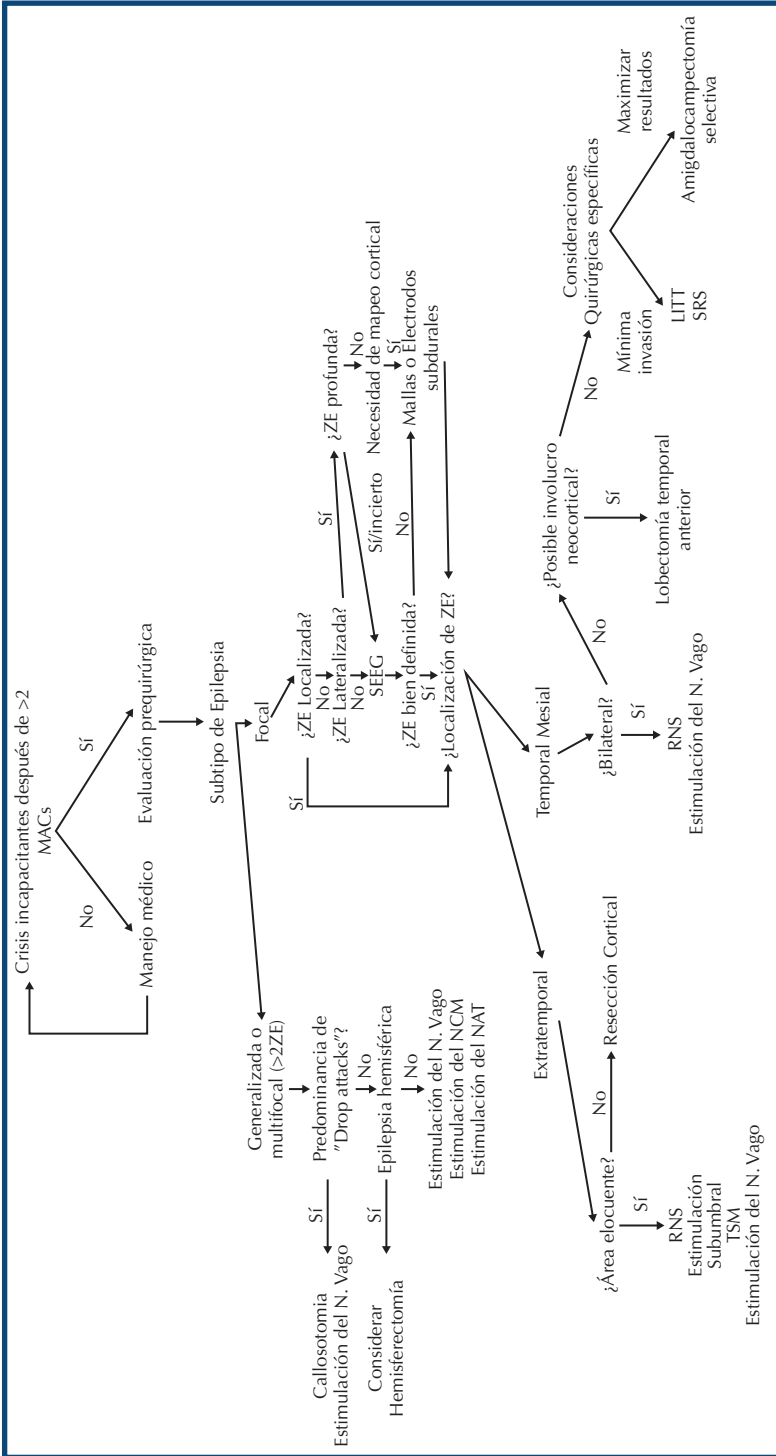 Crisis incapacitantes después de >2
MACs
No
Sí
Manejo médico
Evaluación prequirúrgica
Subtipo de Epilepsia
Generalizada o
multifocal (>2ZE)
Focal
Predominancia de
"Drop attacks"?
Sí
No
Callosotomia
Estimulación del N. Vago
Epilepsia hemisférica
Sí
No
Considerar
Hemisferectomía
Estimulación del N. Vago
Estimulación del NCM
Estimulación del NAT
¿ZE Localizada?
Sí
No
¿ZE Lateralizada?
Sí
No
¿ZE profunda?
No
Sí/incierto
Necesidad de mapeo cortical
Sí
SEEG
Mallas o Electrodos
subdurales
¿ZE bien definida?
No
Sí
¿Localización de ZE?
Extratemporal
Temporal Mesial
¿Área elocuente?
No
Resección Cortical
Sí
RNS
Estimulación
Subumbral
TSM
Estimulación del N. Vago
¿Bilateral?
No
Sí
RNS
Estimulación del N. Vago
¿Posible involucro
neocortical?
No
Sí
Lobectomía temporal
anterior
Consideraciones
Quirúrgicas específicas
Mínima
invasión
Maximizar
resultados
LITT
SRS
Amigdalocampectomía
selectiva